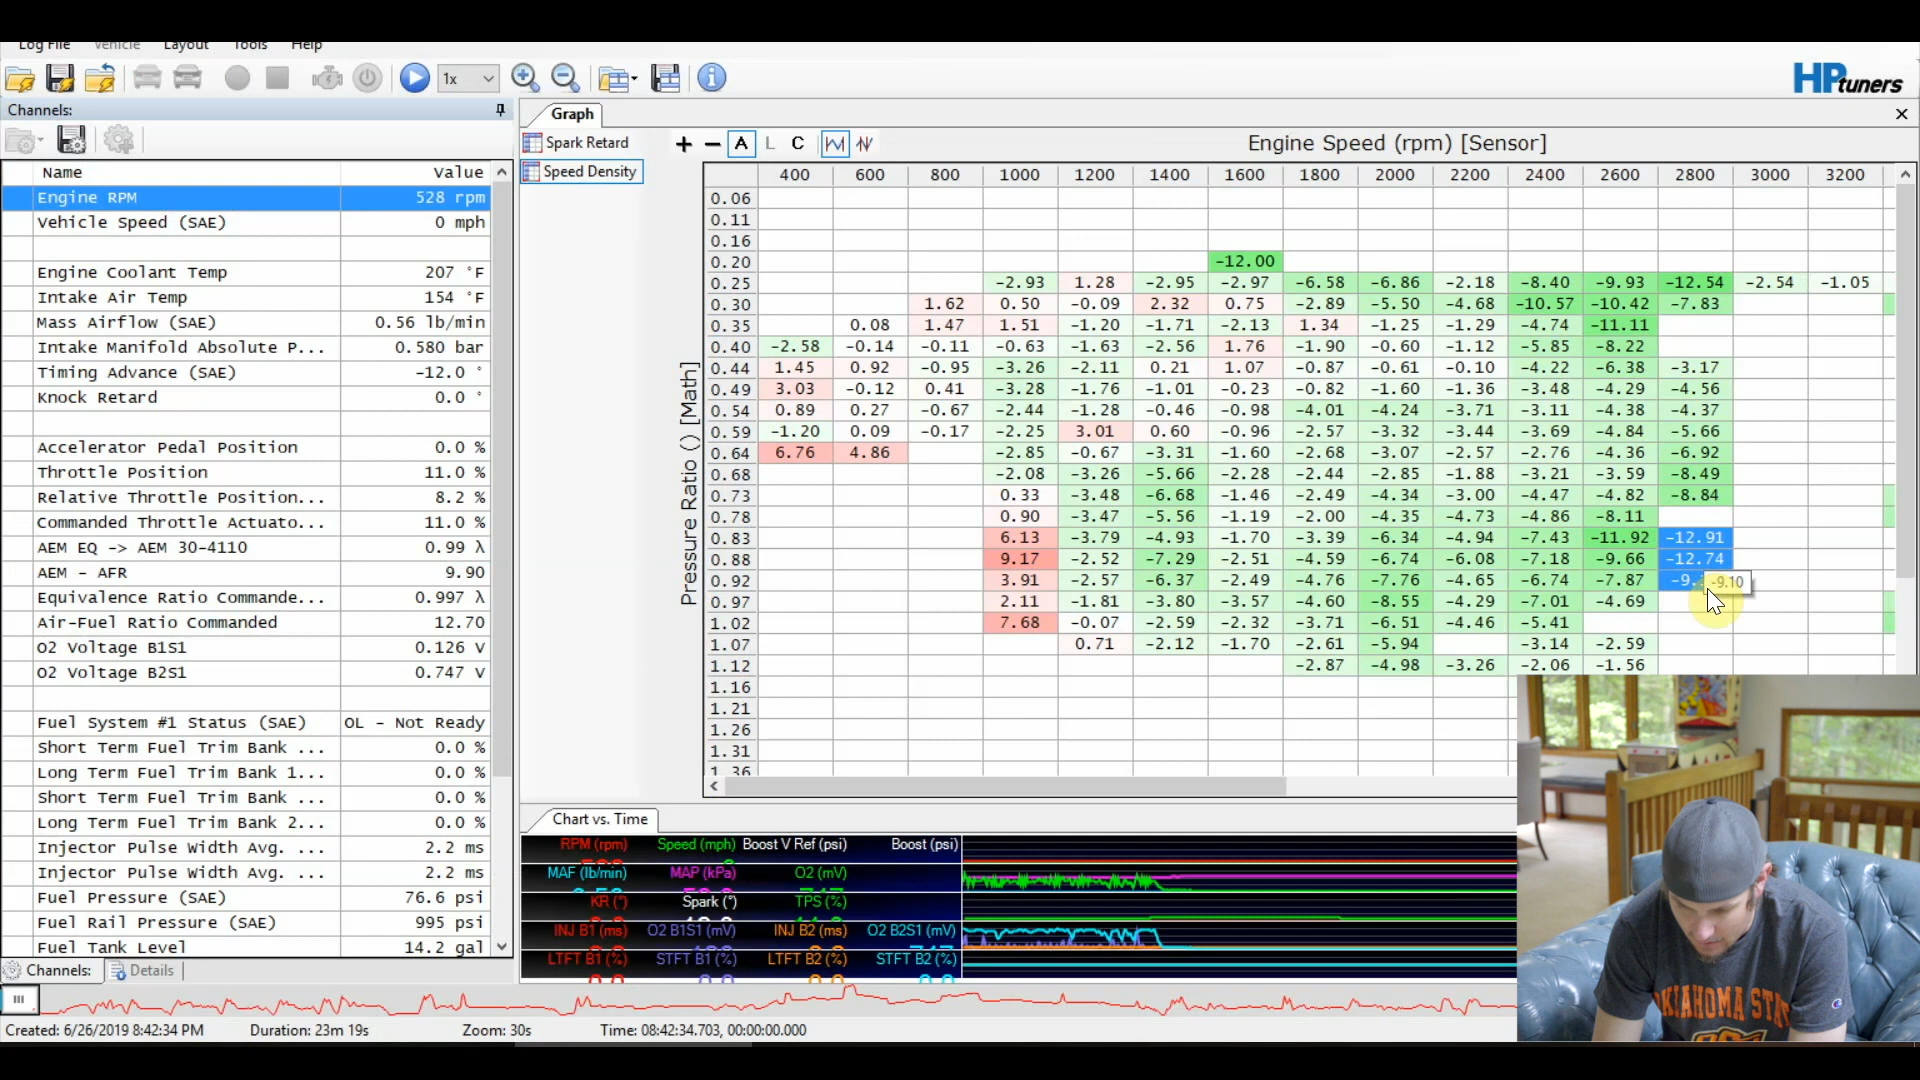 Log File Vehicle Layout Tools Help
1x
HPtuners
Channels:
Graph
Spark Retard
Speed Density
A L C
Engine Speed (rpm) [Sensor]
Pressure Ratio () [Math]
Name Value
Engine RPM 528 rpm
Vehicle Speed (SAE) 0 mph
Engine Coolant Temp 207 °F
Intake Air Temp 154 °F
Mass Airflow (SAE) 0.56 lb/min
Intake Manifold Absolute P... 0.580 bar
Timing Advance (SAE) -12.0 °
Knock Retard 0.0 °
Accelerator Pedal Position 0.0 %
Throttle Position 11.0 %
Relative Throttle Position... 8.2 %
Commanded Throttle Actuato... 11.0 %
AEM EQ -> AEM 30-4110 0.99 λ
AEM - AFR 9.90
Equivalence Ratio Commande... 0.997 λ
Air-Fuel Ratio Commanded 12.70
O2 Voltage B1S1 0.126 V
O2 Voltage B2S1 0.747 V
Fuel System #1 Status (SAE) OL - Not Ready
Short Term Fuel Trim Bank ... 0.0 %
Long Term Fuel Trim Bank 1... 0.0 %
Short Term Fuel Trim Bank ... 0.0 %
Long Term Fuel Trim Bank 2... 0.0 %
Injector Pulse Width Avg. ... 2.2 ms
Injector Pulse Width Avg. ... 2.2 ms
Fuel Pressure (SAE) 76.6 psi
Fuel Rail Pressure (SAE) 995 psi
Fuel Tank Level 14.2 gal
Channels: Details
400 600 800 1000 1200 1400 1600 1800 2000 2200 2400 2600 2800 3000 3200
0.06
0.11
0.16
0.20 -12.00
0.25 -2.93 1.28 -2.95 -2.97 -6.58 -6.86 -2.18 -8.40 -9.93 -12.54 -2.54 -1.05
0.30 1.62 0.50 -0.09 2.32 0.75 -2.89 -5.50 -4.68 -10.57 -10.42 -7.83
0.35 0.08 1.47 1.51 -1.20 -1.71 -2.13 1.34 -1.25 -1.29 -4.74 -11.11
0.40 -2.58 -0.14 -0.11 -0.63 -1.63 -2.56 1.76 -1.90 -0.60 -1.12 -5.85 -8.22
0.44 1.45 0.92 -0.95 -3.26 -2.11 0.21 1.07 -0.87 -0.61 -0.10 -4.22 -6.38 -3.17
0.49 3.03 -0.12 0.41 -3.28 -1.76 -1.01 -0.23 -0.82 -1.60 -1.36 -3.48 -4.29 -4.56
0.54 0.89 0.27 -0.67 -2.44 -1.28 -0.46 -0.98 -4.01 -4.24 -3.71 -3.11 -4.38 -4.37
0.59 -1.20 0.09 -0.17 -2.25 3.01 0.60 -0.96 -2.57 -3.32 -3.44 -3.69 -4.84 -5.66
0.64 6.76 4.86 -2.85 -0.67 -3.31 -1.60 -2.68 -3.07 -2.57 -2.76 -4.36 -6.92
0.68 -2.08 -3.26 -5.66 -2.28 -2.44 -2.85 -1.88 -3.21 -3.59 -8.49
0.73 0.33 -3.48 -6.68 -1.46 -2.49 -4.34 -3.00 -4.47 -4.82 -8.84
0.78 0.90 -3.47 -5.56 -1.19 -2.00 -4.35 -4.73 -4.86 -8.11
0.83 6.13 -3.79 -4.93 -1.70 -3.39 -6.34 -4.94 -7.43 -11.92 -12.91
0.88 9.17 -2.52 -7.29 -2.51 -4.59 -6.74 -6.08 -7.18 -9.66 -12.74
0.92 3.91 -2.57 -6.37 -2.49 -4.76 -7.76 -4.65 -6.74 -7.87 -9. -9.10
0.97 2.11 -1.81 -3.80 -3.57 -4.60 -8.55 -4.29 -7.01 -4.69
1.02 7.68 -0.07 -2.59 -2.32 -3.71 -6.51 -4.46 -5.41
1.07 0.71 -2.12 -1.70 -2.61 -5.94 -3.14 -2.59
1.12 -2.87 -4.98 -3.26 -2.06 -1.56
1.16
1.21
1.26
1.31
1.36
Chart vs. Time
RPM (rpm) Speed (mph) Boost V Ref (psi) Boost (psi)
MAF (lb/min) MAP (kPa) O2 (mV)
KR (°) Spark (°) TPS (%)
INJ B1 (ms) O2 B1S1 (mV) INJ B2 (ms) O2 B2S1 (mV)
LTFT B1 (%) STFT B1 (%) LTFT B2 (%) STFT B2 (%)
Created: 6/26/2019 8:42:34 PM Duration: 23m 19s Zoom: 30s Time: 08:42:34.703, 00:00:00.000
OKLAHOMA STA